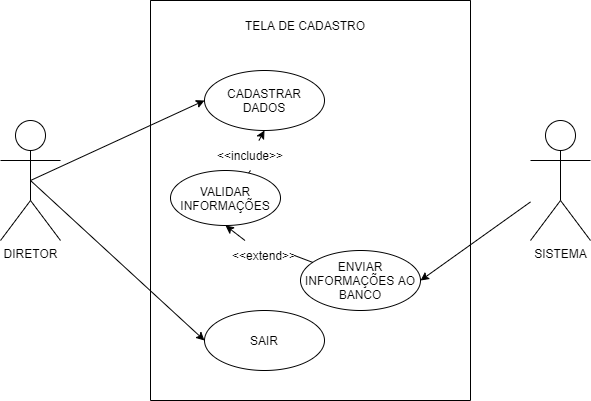 TELA DE CADASTRO
CADASTRAR
DADOS
<<include>>
VALIDAR
INFORMAÇÕES
DIRETOR
<<extend>>
SISTEMA
ENVIAR
INFORMAÇÕES AO
BANCO
SAIR